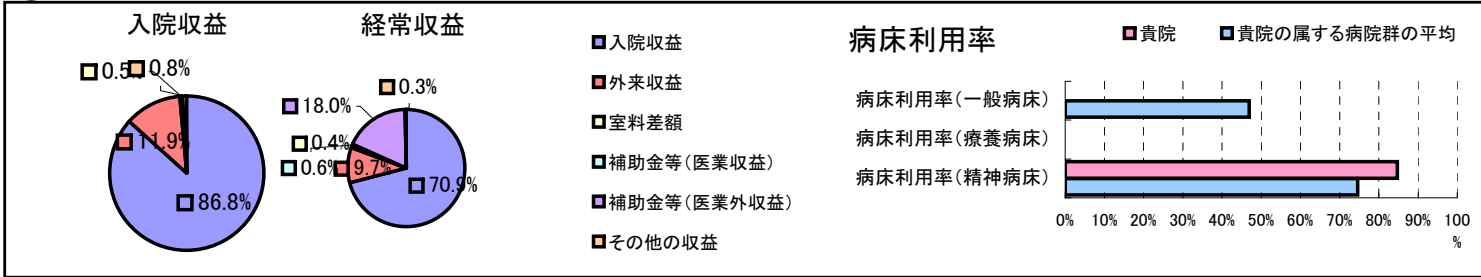 入院収益
0.5%
0.8%
11.9%
86.8%
経常収益
0.3%
18.0%
0.4%
0.6%
9.7%
70.9%
入院収益
外来収益
室料差額
補助金等(医業収益)
補助金等(医業外収益)
その他の収益
病床利用率
貴院 貴院の属する病院群の平均
病床利用率(一般病床)
病床利用率(療養病床)
病床利用率(精神病床)
0% 10% 20% 30% 40% 50% 60% 70% 80% 90% 100
%